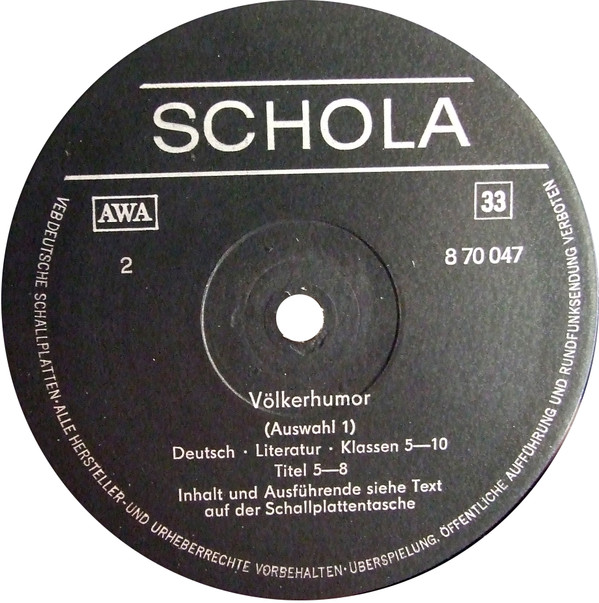 SCHOLA
AWA
33
2
8 70 047
Völkerhumor
(Auswahl 1)
Deutsch · Literatur · Klassen 5—10
Titel 5—8
Inhalt und Ausführende siehe Text
auf der Schallplattentasche
VEB DEUTSCHE SCHALLPLATTEN · ALLE HERSTELLER- UND URHEBERRECHTE VORBEHALTEN · ÜBERSPIELUNG, ÖFFENTLICHE AUFFÜHRUNG UND RUNDFUNKSENDUNG VERBOTEN